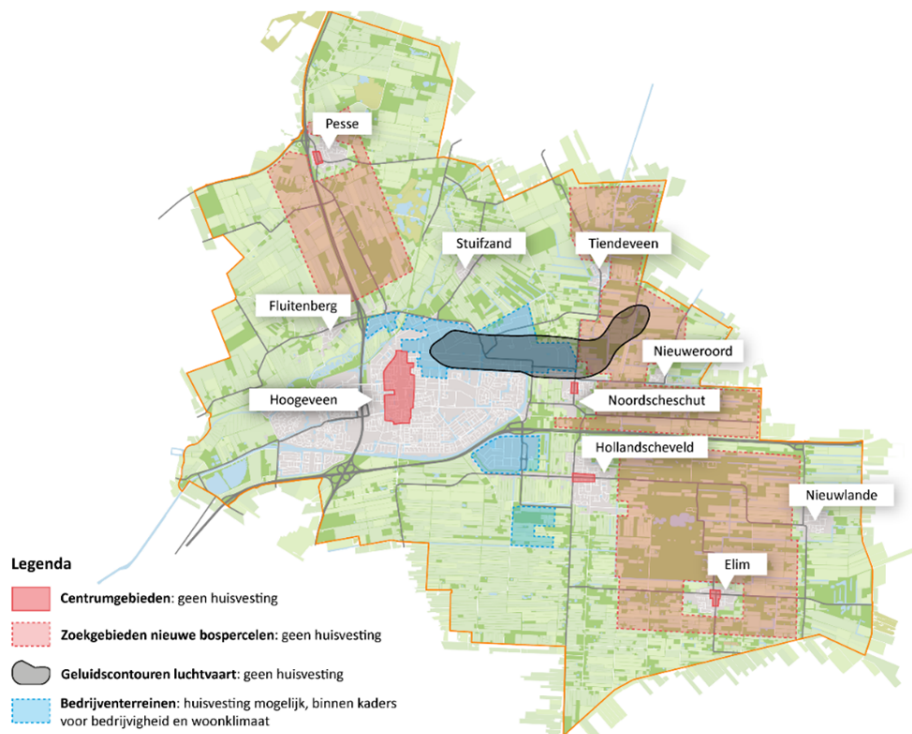 Pesse
Stuifzand
Tiendeveen
Fluitenberg
Nieuweroord
Hoogeveen
Noordscheschut
Hollandscheveld
Nieuwlande
Elim
Legenda
Centrumgebieden: geen huisvesting
Zoekgebieden nieuwe bospercelen: geen huisvesting
Geluidscontouren luchtvaart: geen huisvesting
Bedrijventerreinen: huisvesting mogelijk, binnen kaders
voor bedrijvigheid en woonklimaat